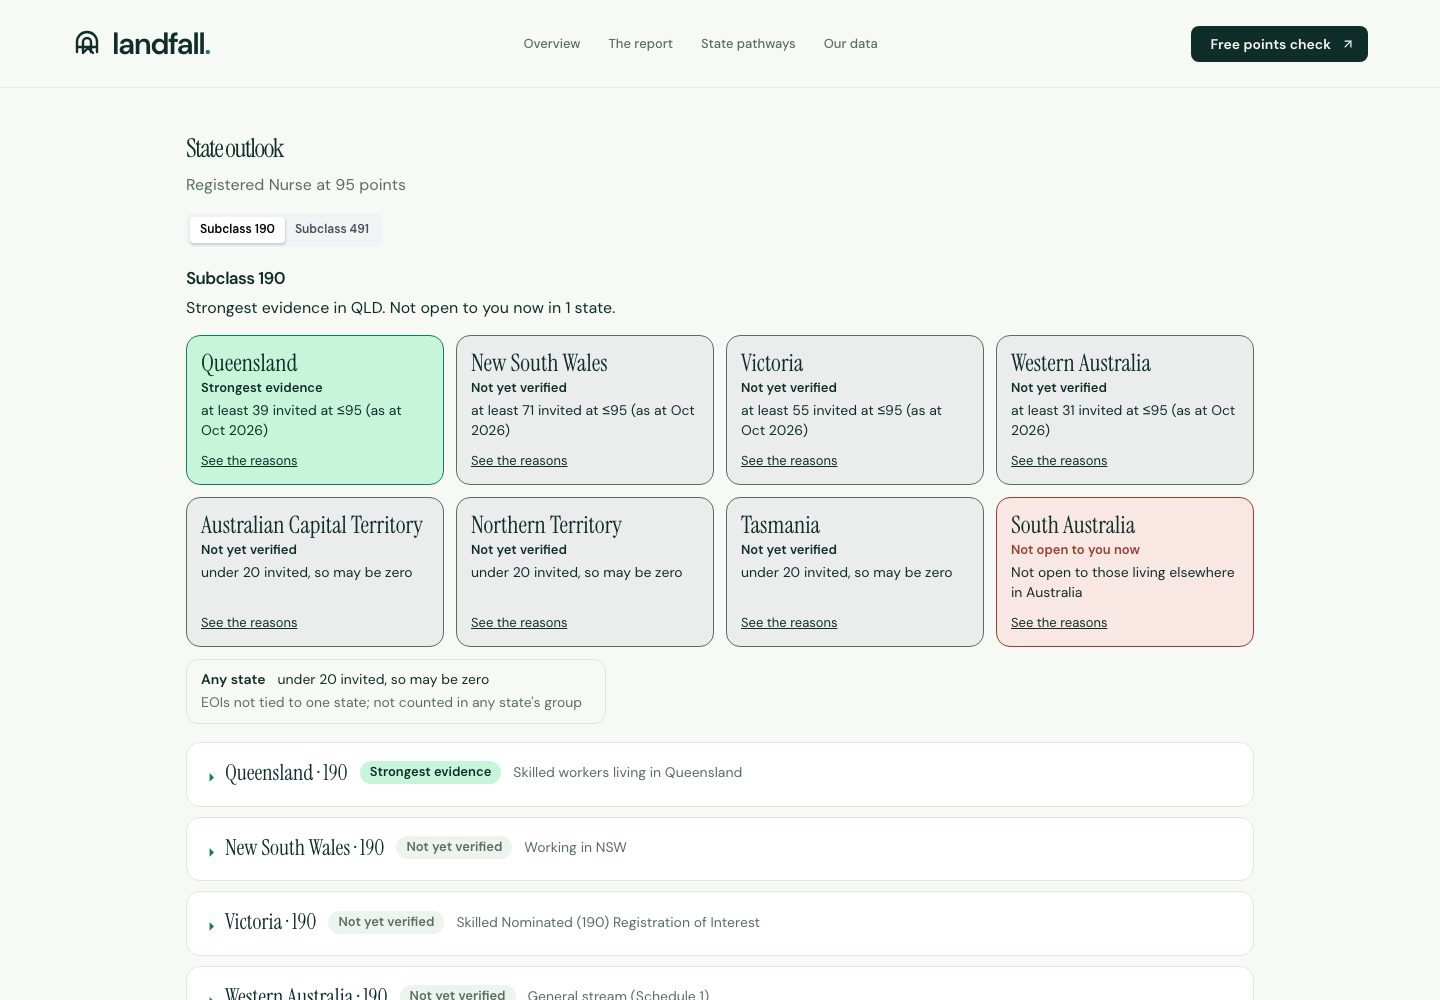 landfall.
Overview
The report
State pathways
Our data
Free points check
State outlook
Registered Nurse at 95 points
Subclass 190
Subclass 491
Subclass 190
Strongest evidence in QLD. Not open to you now in 1 state.
Queensland
Strongest evidence
at least 39 invited at ≤95 (as at
Oct 2026)
See the reasons
New South Wales
Not yet verified
at least 71 invited at ≤95 (as at Oct
2026)
See the reasons
Victoria
Not yet verified
at least 55 invited at ≤95 (as at
Oct 2026)
See the reasons
Western Australia
Not yet verified
at least 31 invited at ≤95 (as at Oct
2026)
See the reasons
Australian Capital Territory
Not yet verified
under 20 invited, so may be zero
See the reasons
Northern Territory
Not yet verified
under 20 invited, so may be zero
See the reasons
Tasmania
Not yet verified
under 20 invited, so may be zero
See the reasons
South Australia
Not open to you now
Not open to those living elsewhere
in Australia
See the reasons
Any state under 20 invited, so may be zero
EOIs not tied to one state; not counted in any state's group
Queensland · 190 Strongest evidence Skilled workers living in Queensland
New South Wales · 190 Not yet verified Working in NSW
Victoria · 190 Not yet verified Skilled Nominated (190) Registration of Interest
Western Australia · 190 Not yet verified General stream (Schedule 1)